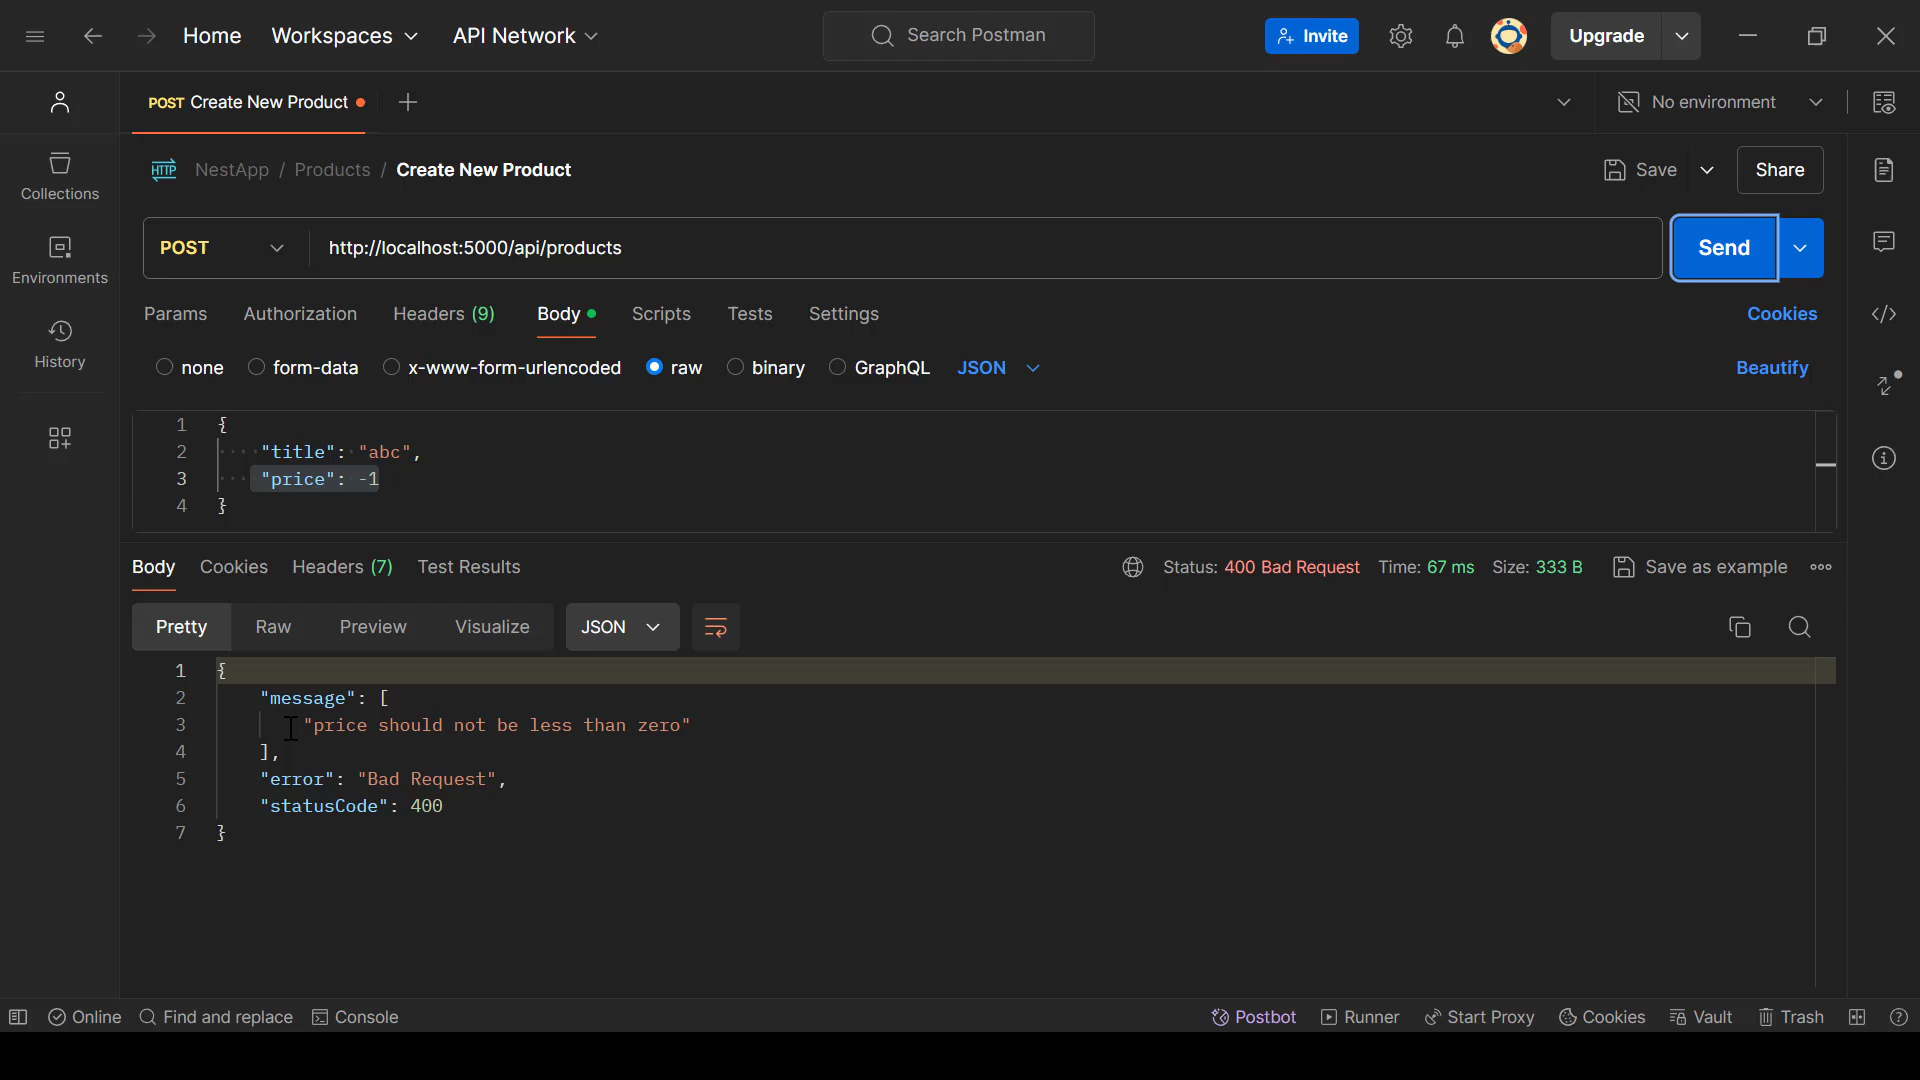 Home Workspaces API Network Search Postman Invite Upgrade
POST Create New Product No environment
HTTP NestApp / Products / Create New Product Save Share
POST http://localhost:5000/api/products Send
Params Authorization Headers (9) Body Scripts Tests Settings Cookies
none form-data x-www-form-urlencoded raw binary GraphQL JSON Beautify
Collections
Environments
History
1 {
2 "title": "abc",
3 "price": -1
4 }
Body Cookies Headers (7) Test Results Status: 400 Bad Request Time: 67 ms Size: 333 B Save as example
Pretty Raw Preview Visualize JSON
1 {
2 "message": [
3 "price should not be less than zero"
4 ],
5 "error": "Bad Request",
6 "statusCode": 400
7 }
Online Find and replace Console Postbot Runner Start Proxy Cookies Vault Trash